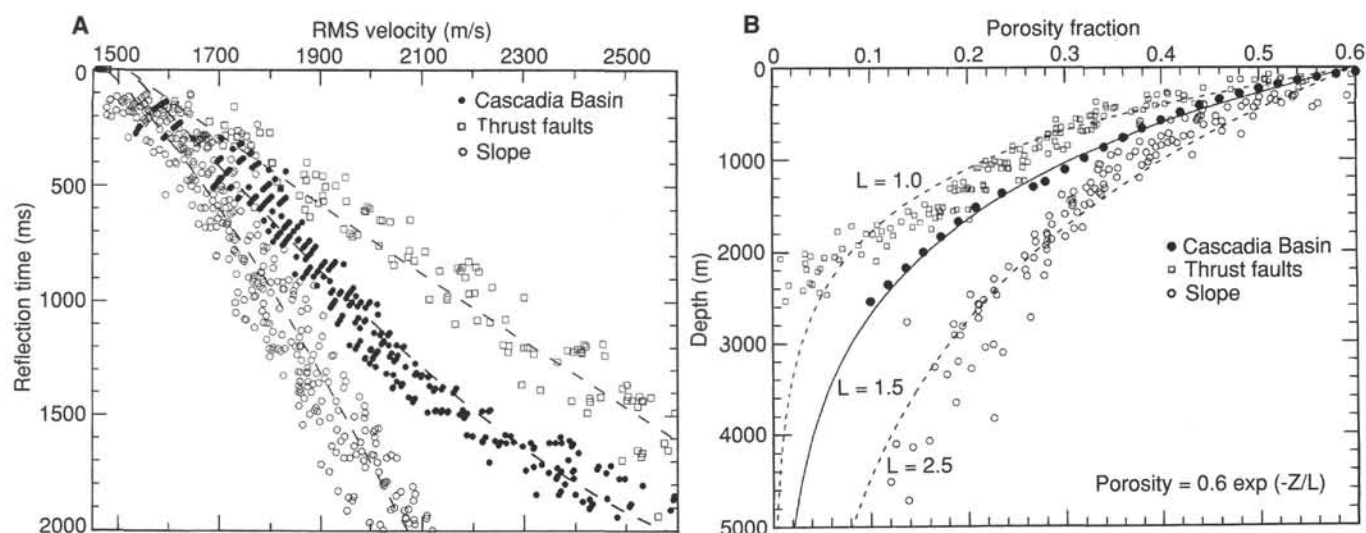 A
RMS velocity (m/s)
1500 1700 1900 2100 2300 2500
Reflection time (ms)
0
500
1000
1500
2000
Cascadia Basin
Thrust faults
Slope
B
Porosity fraction
0 0.1 0.2 0.3 0.4 0.5 0.6
Depth (m)
0
1000
2000
3000
4000
5000
L = 1.0
L = 1.5
L = 2.5
Cascadia Basin
Thrust faults
Slope
Porosity = 0.6 exp (-Z/L)